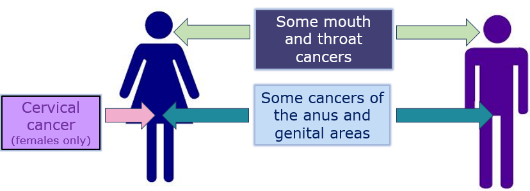 Some mouth
and throat
cancers
Cervical
cancer
(females only)
Some cancers of
the anus and
genital areas